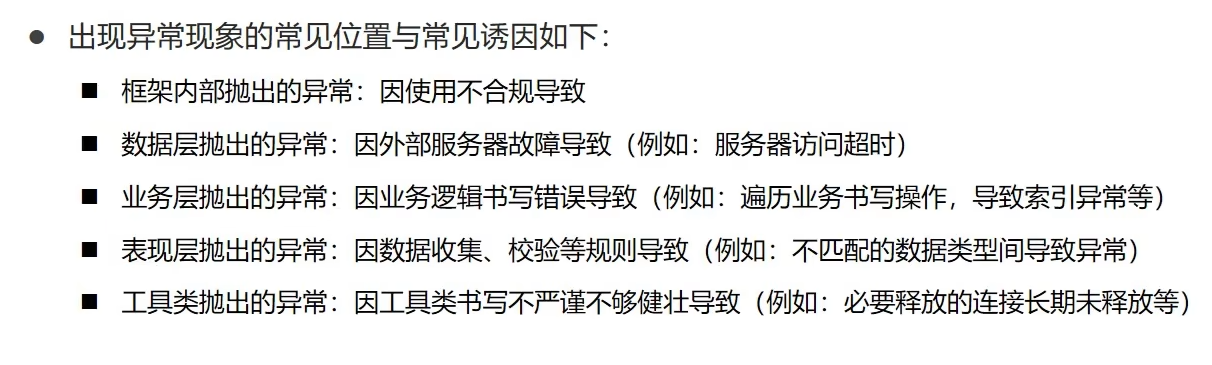 ● 出现异常现象的常见位置与常见诱因如下：
■ 框架内部抛出的异常：因使用不合规导致
■ 数据层抛出的异常：因外部服务器故障导致（例如：服务器访问超时）
■ 业务层抛出的异常：因业务逻辑书写错误导致（例如：遍历业务书写操作，导致索引异常等）
■ 表现层抛出的异常：因数据收集、校验等规则导致（例如：不匹配的数据类型间导致异常）
■ 工具类抛出的异常：因工具类书写不严谨不够健壮导致（例如：必要释放的连接长期未释放等）